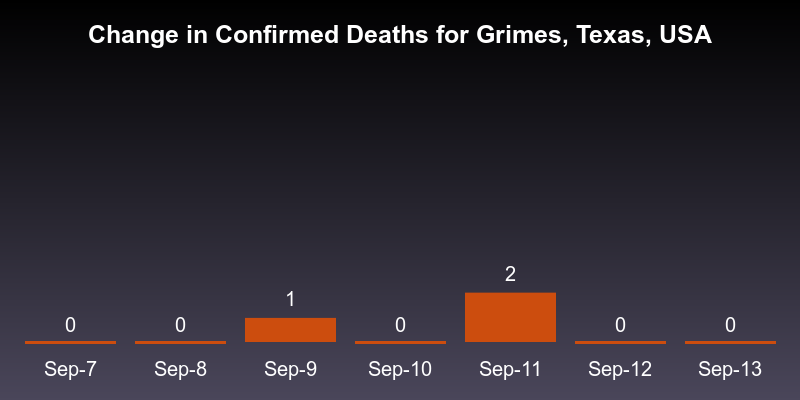 Change in Confirmed Deaths for Grimes, Texas, USA
0 0 1 0 2 0 0
Sep-7 Sep-8 Sep-9 Sep-10 Sep-11 Sep-12 Sep-13